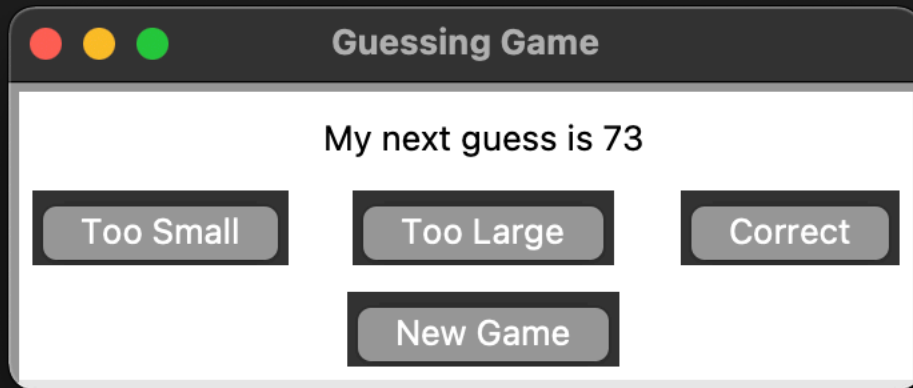 Guessing Game
My next guess is 73
Too Small Too Large Correct
New Game